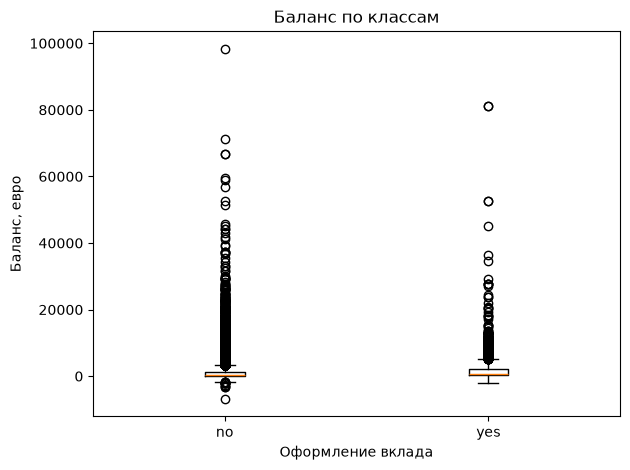 Баланс по классам
100000
80000
60000
40000
20000
0
Баланс, евро
no
yes
Оформление вклада